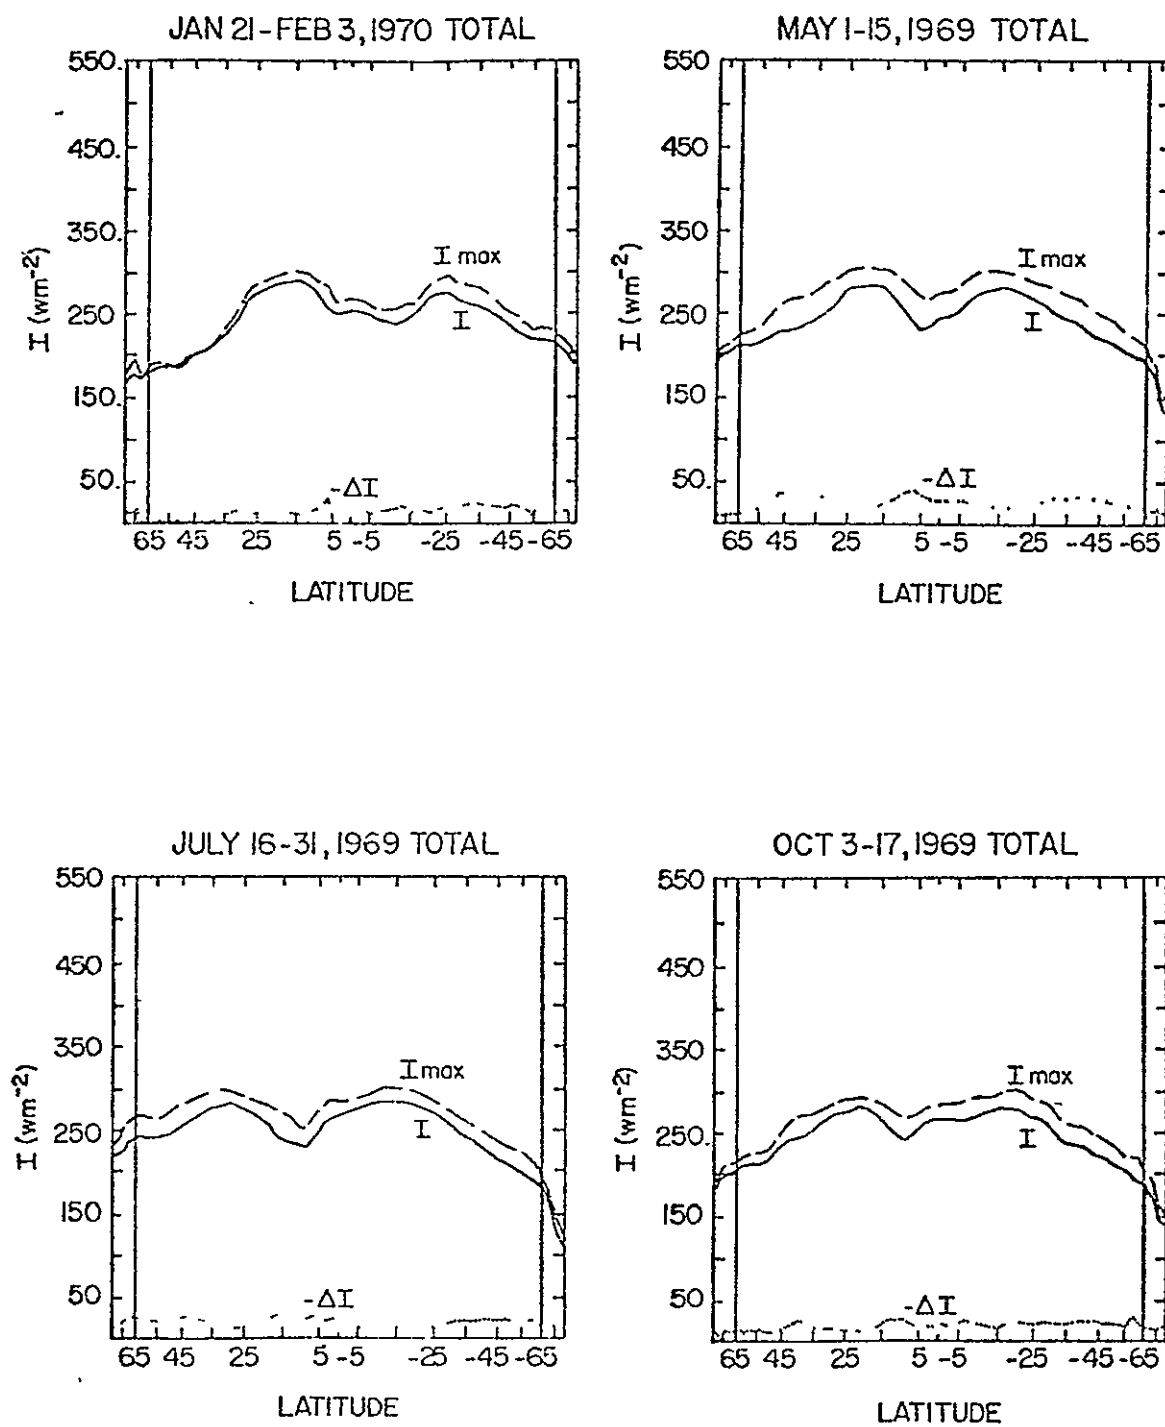 JAN 21-FEB 3, 1970 TOTAL
550.
450.
350.
250
150.
50.
I (wm⁻²)
I max
I
-ΔI
65 45 25 5 -5 -25 -45 -65
LATITUDE
MAY 1-15, 1969 TOTAL
550
450
350
250
150
50.
I (wm⁻²)
I max
I
-ΔI
65 45 25 5 -5 -25 -45 -65
LATITUDE
JULY 16-31, 1969 TOTAL
550
450
350
250
150
50
I (wm⁻²)
I max
I
-ΔI
65 45 25 5 -5 -25 -45 -65
LATITUDE
OCT 3-17, 1969 TOTAL
550
450
350
250
150
50
I (wm⁻²)
I max
I
-ΔI
65 45 25 5 -5 -25 -45 -65
LATITUDE